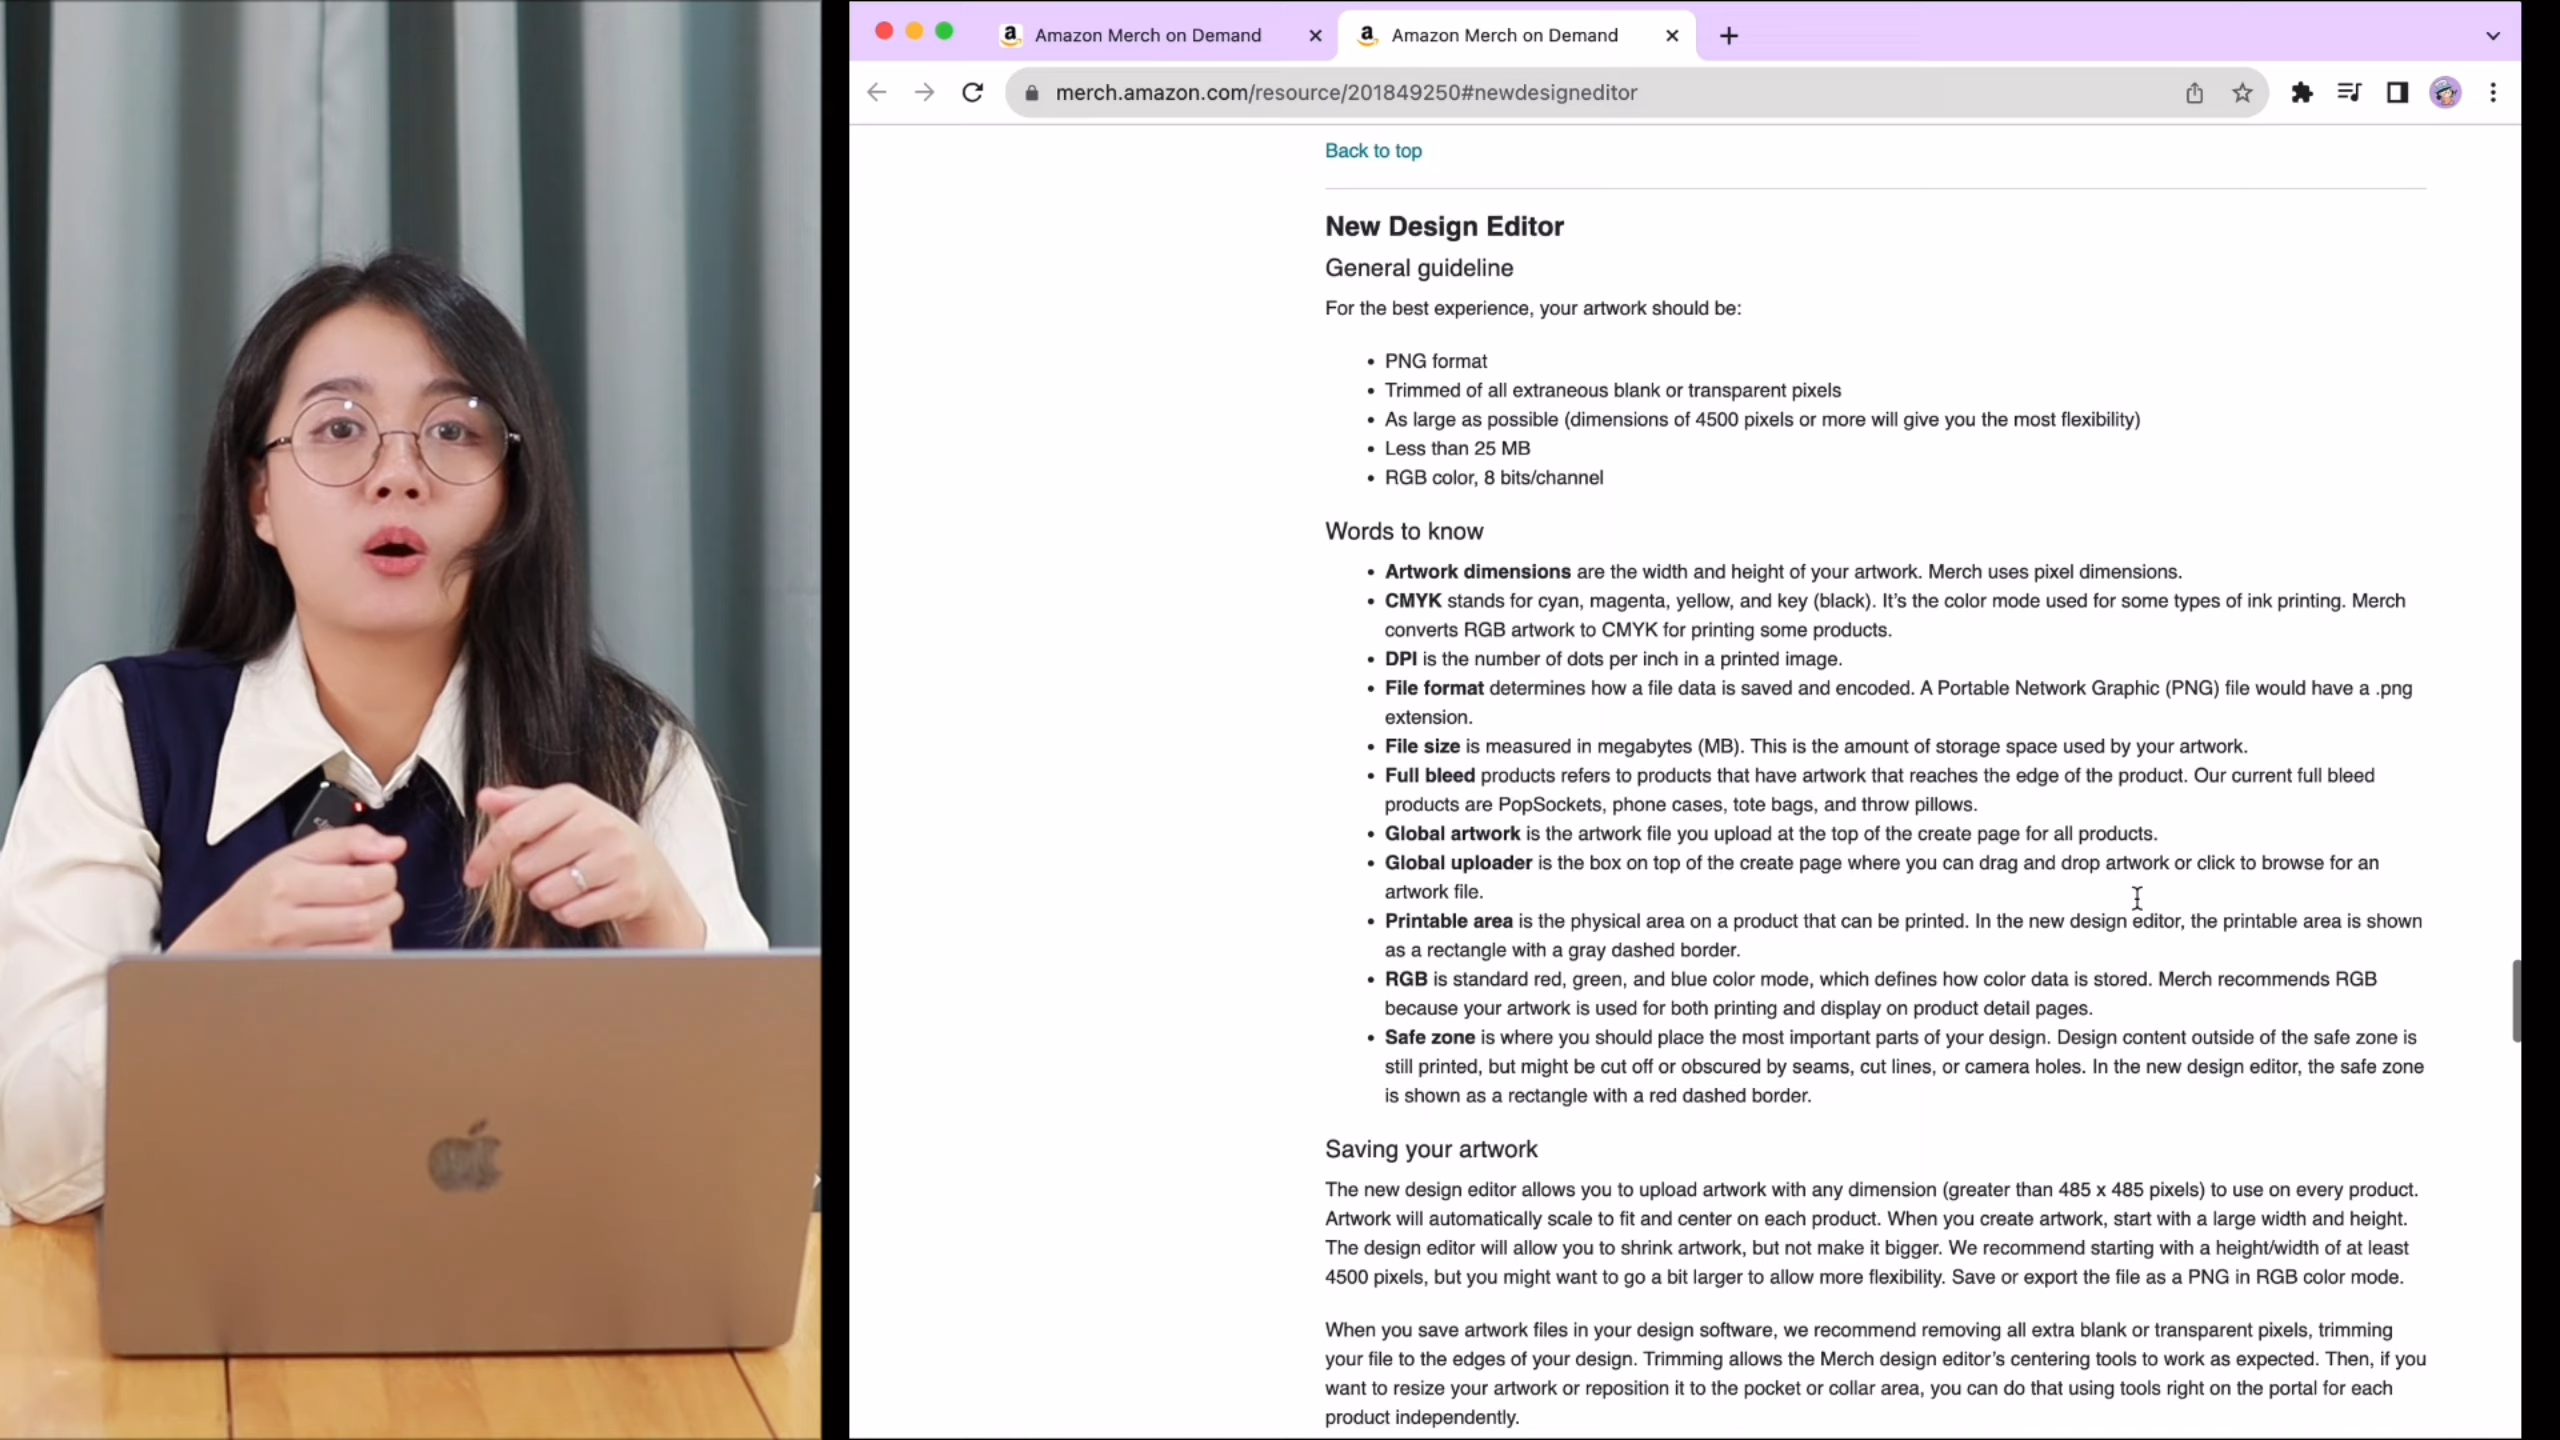 Amazon Merch on Demand
Amazon Merch on Demand
merch.amazon.com/resource/201849250#newdesigneditor
Back to top
New Design Editor
General guideline
For the best experience, your artwork should be:
• PNG format
• Trimmed of all extraneous blank or transparent pixels
• As large as possible (dimensions of 4500 pixels or more will give you the most flexibility)
• Less than 25 MB
• RGB color, 8 bits/channel
Words to know
• Artwork dimensions are the width and height of your artwork. Merch uses pixel dimensions.
• CMYK stands for cyan, magenta, yellow, and key (black). It's the color mode used for some types of ink printing. Merch
converts RGB artwork to CMYK for printing some products.
• DPI is the number of dots per inch in a printed image.
• File format determines how a file data is saved and encoded. A Portable Network Graphic (PNG) file would have a .png
extension.
• File size is measured in megabytes (MB). This is the amount of storage space used by your artwork.
• Full bleed products refers to products that have artwork that reaches the edge of the product. Our current full bleed
products are PopSockets, phone cases, tote bags, and throw pillows.
• Global artwork is the artwork file you upload at the top of the create page for all products.
• Global uploader is the box on top of the create page where you can drag and drop artwork or click to browse for an
artwork file.
• Printable area is the physical area on a product that can be printed. In the new design editor, the printable area is shown
as a rectangle with a gray dashed border.
• RGB is standard red, green, and blue color mode, which defines how color data is stored. Merch recommends RGB
because your artwork is used for both printing and display on product detail pages.
• Safe zone is where you should place the most important parts of your design. Design content outside of the safe zone is
still printed, but might be cut off or obscured by seams, cut lines, or camera holes. In the new design editor, the safe zone
is shown as a rectangle with a red dashed border.
Saving your artwork
The new design editor allows you to upload artwork with any dimension (greater than 485 x 485 pixels) to use on every product.
Artwork will automatically scale to fit and center on each product. When you create artwork, start with a large width and height.
The design editor will allow you to shrink artwork, but not make it bigger. We recommend starting with a height/width of at least
4500 pixels, but you might want to go a bit larger to allow more flexibility. Save or export the file as a PNG in RGB color mode.
When you save artwork files in your design software, we recommend removing all extra blank or transparent pixels, trimming
your file to the edges of your design. Trimming allows the Merch design editor's centering tools to work as expected. Then, if you
want to resize your artwork or reposition it to the pocket or collar area, you can do that using tools right on the portal for each
product independently.